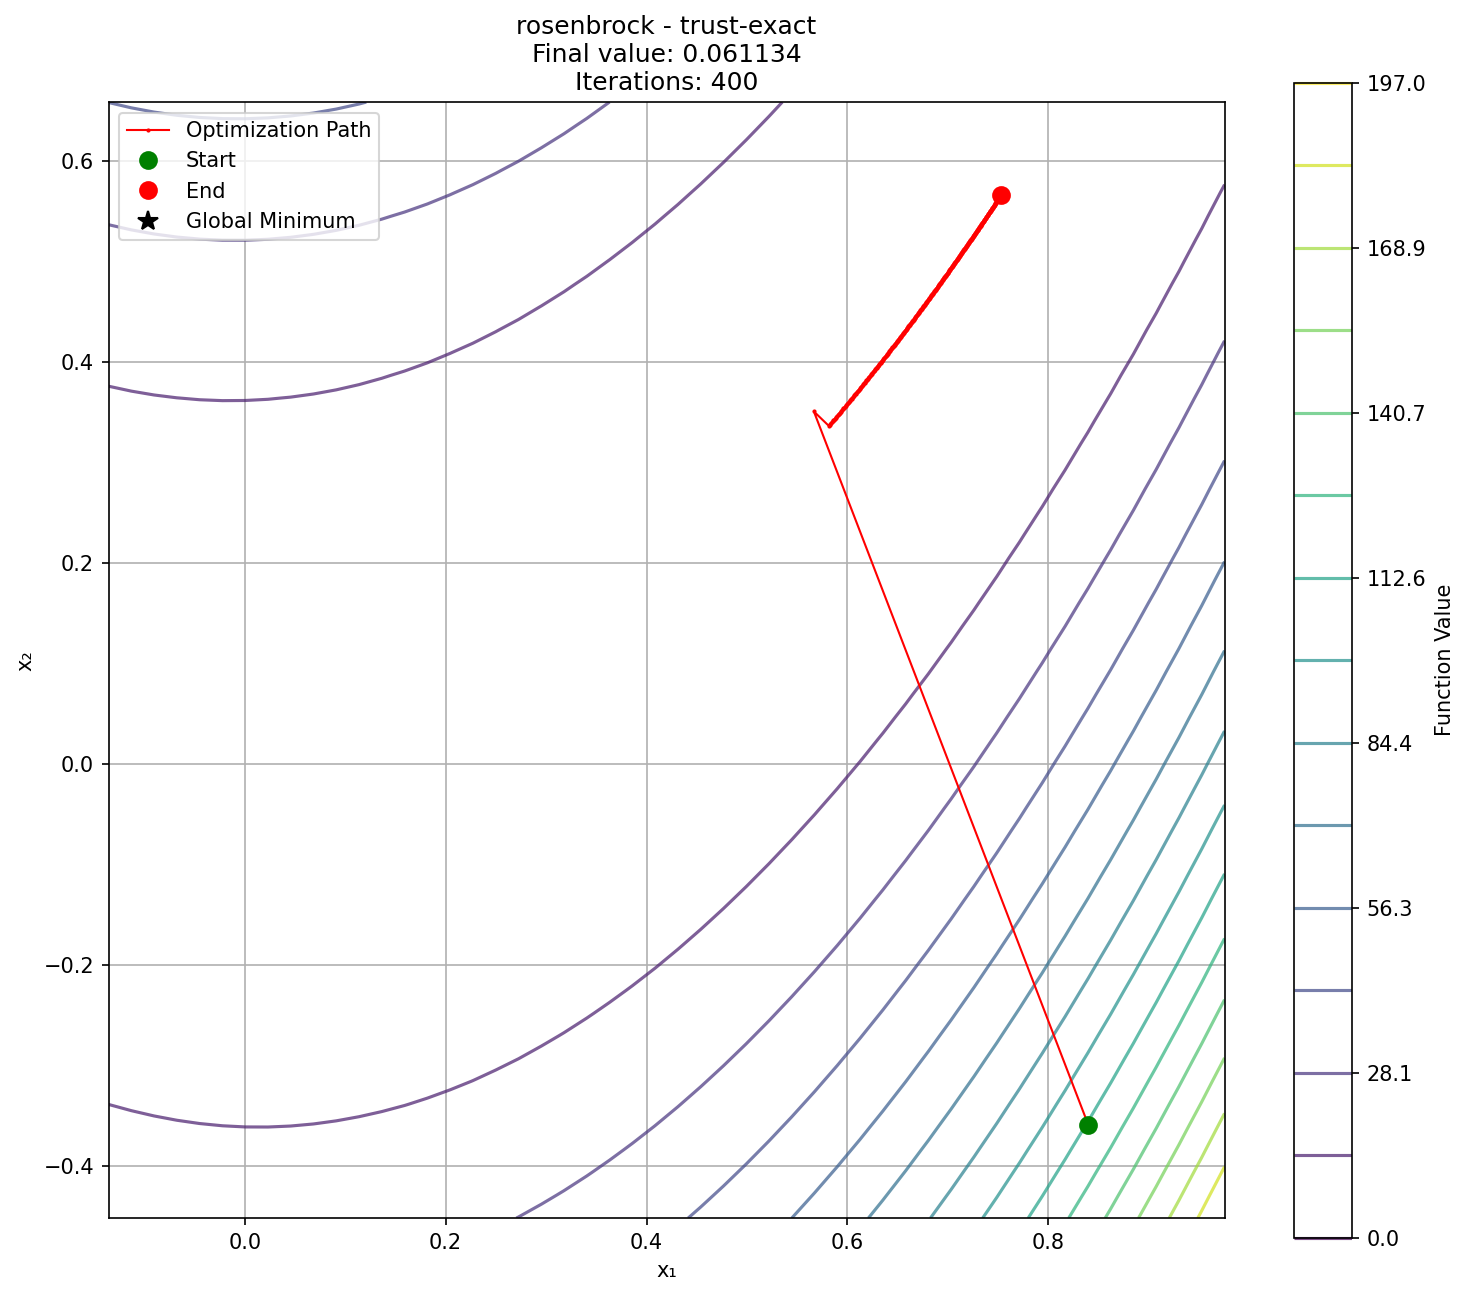 rosenbrock - trust-exact
Final value: 0.061134
Iterations: 400
Optimization Path
Start
End
Global Minimum
0.6
0.4
0.2
0.0
−0.2
−0.4
x₂
0.0
0.2
0.4
0.6
0.8
x₁
197.0
168.9
140.7
112.6
84.4
56.3
28.1
0.0
Function Value